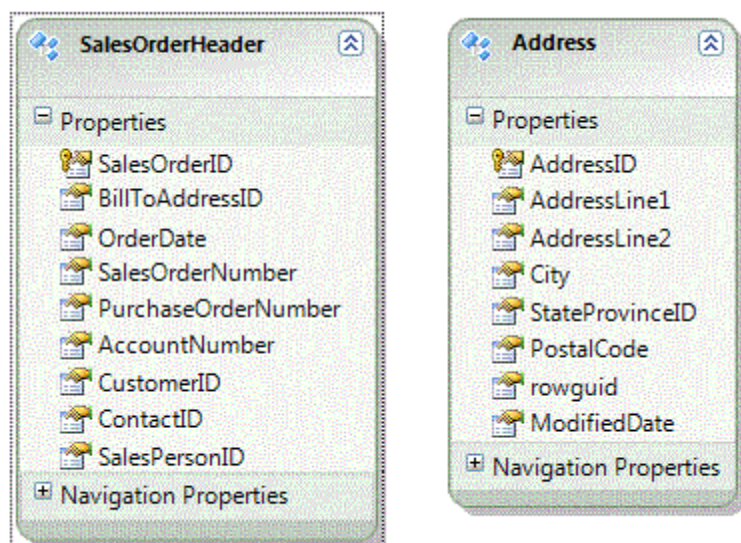 SalesOrderHeader
Properties
SalesOrderID
BillToAddressID
OrderDate
SalesOrderNumber
PurchaseOrderNumber
AccountNumber
CustomerID
ContactID
SalesPersonID
Navigation Properties
Address
Properties
AddressID
AddressLine1
AddressLine2
City
StateProvinceID
PostalCode
rowguid
ModifiedDate
Navigation Properties